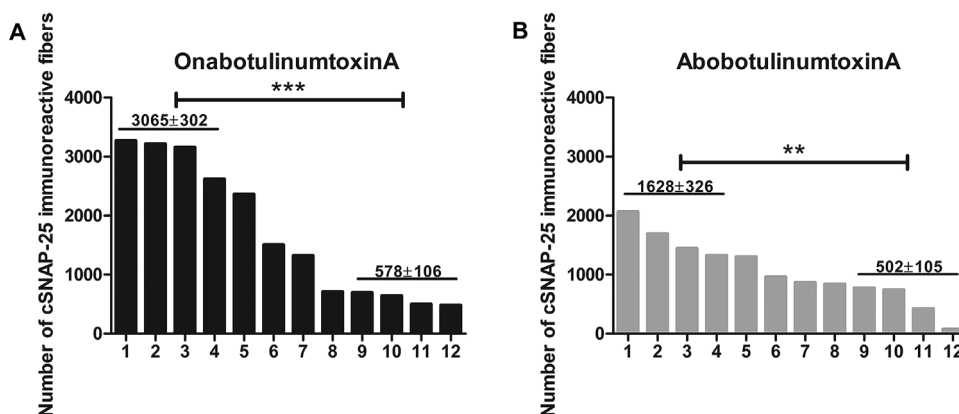 A
OnabotulinumtoxinA
Number of cSNAP-25 immunoreactive fibers
4000
3000
2000
1000
0
***
3065±302
578±106
1 2 3 4 5 6 7 8 9 10 11 12
B
AbobotulinumtoxinA
Number of cSNAP-25 immunoreactive fibers
4000
3000
2000
1000
0
**
1628±326
502±105
1 2 3 4 5 6 7 8 9 10 11 12